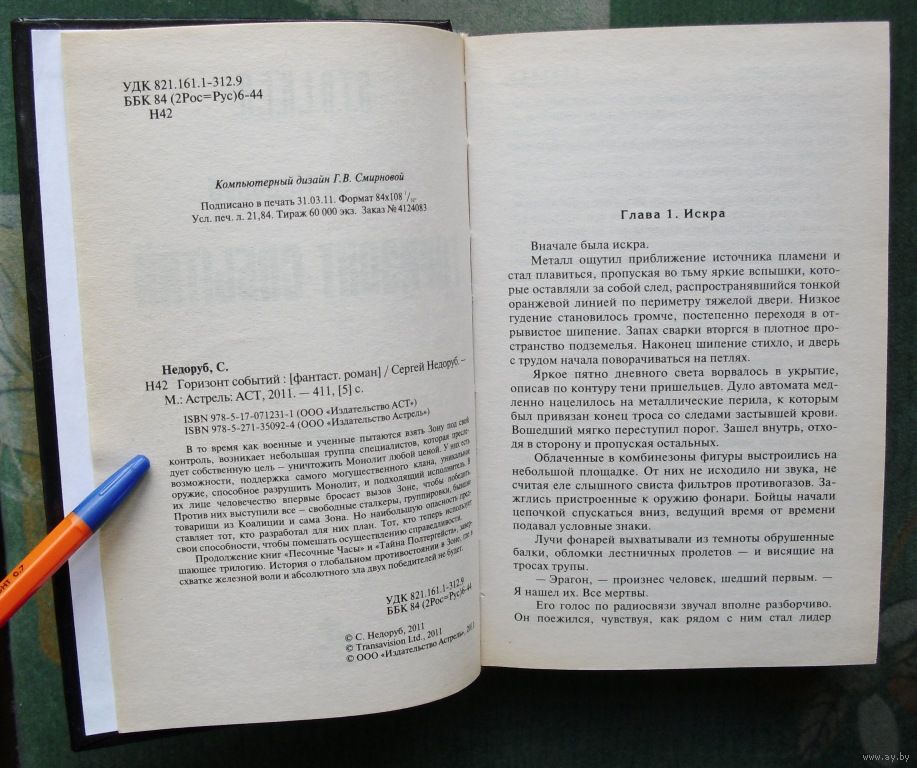 УДК 821.161.1-312.9
ББК 84 (2Рос=Рус)6-44
Н42
Компьютерный дизайн Г.В. Смирновой
Подписано в печать 31.03.11. Формат 84x108 1/32.
Усл. печ. л. 21,84. Тираж 60 000 экз. Заказ № 4124083
Недоруб, С.
Н42 Горизонт событий : [фантаст. роман] / Сергей Недоруб. –
М.: Астрель: АСТ, 2011. — 411, [5] с.
ISBN 978-5-17-071231-1 (ООО «Издательство АСТ»)
ISBN 978-5-271-35092-4 (ООО «Издательство Астрель»)
В то время как военные и ученные пытаются взять Зону под свой
контроль, возникает небольшая группа специалистов, которая пресле-
дует собственную цель — уничтожить Монолит любой ценой. У них есть
возможности, поддержка самого могущественного клана, уникальное
оружие, способное разрушить Монолит, и подходящий исполнитель. В
их лице человечество впервые бросает вызов Зоне, чтобы победить.
Против них выступили все – свободные сталкеры, группировки, бывшие
товарищи из Коалиции и сама Зона. Но наибольшую опасность пред-
ставляет тот, кто разработал для них план. Тот, кто теперь использует
свои способности, чтобы помешать осуществлению справедливости.
Продолжение книг «Песочные Часы» и «Тайна Полтергейста», завер-
шающее трилогию. История о глобальном противостоянии в Зоне, где в
схватке железной воли и абсолютного зла двух победителей не будет.
УДК 821.161.1-312.9
ББК 84 (2Рос=Рус)6-44
© С. Недоруб, 2011
© Transavision Ltd., 2011
© ООО «Издательство Астрель», 2011
Глава 1. Искра
Вначале была искра.
Металл ощутил приближение источника пламени и
стал плавиться, пропуская во тьму яркие вспышки, кото-
рые оставляли за собой след, распространявшийся тонкой
оранжевой линией по периметру тяжелой двери. Низкое
гудение становилось громче, постепенно переходя в от-
рывистое шипение. Запах сварки вторгся в плотное про-
странство подземелья. Наконец шипение стихло, и дверь
с трудом начала поворачиваться на петлях.
Яркое пятно дневного света ворвалось в укрытие,
описав по контуру тени пришельцев. Дуло автомата мед-
ленно нацелилось на металлические перила, к которым
был привязан конец троса со следами застывшей крови.
Вошедший мягко переступил порог. Зашел внутрь, отхо-
дя в сторону и пропуская остальных.
Облаченные в комбинезоны фигуры выстроились на
небольшой площадке. От них не исходило ни звука, не
считая еле слышного свиста фильтров противогазов. За-
жглись пристроенные к оружию фонари. Бойцы начали
цепочкой спускаться вниз, ведущий время от времени
подавал условные знаки.
Лучи фонарей выхватывали из темноты обрушенные
балки, обломки лестничных пролетов — и висящие на
тросах трупы.
— Эрагон, — произнес человек, шедший первым. —
Я нашел их. Все мертвы.
Его голос по радиосвязи звучал вполне разборчиво.
Он поежился, чувствуя, как рядом с ним стал лидер
www.ay.by